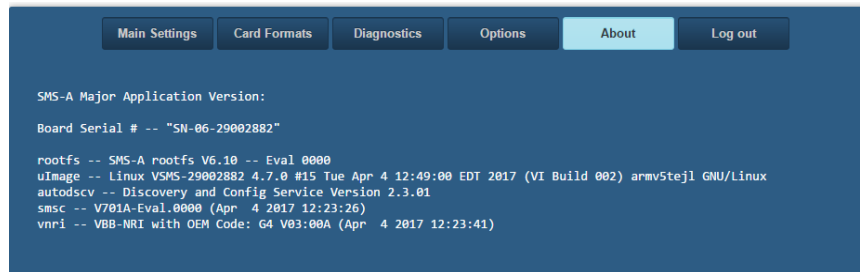 Main Settings Card Formats Diagnostics Options About Log out
SMS-A Major Application Version:
Board Serial # -- "SN-06-29002882"
rootfs -- SMS-A rootfs V6.10 -- Eval 0000
uImage -- Linux VSMS-29002882 4.7.0 #15 Tue Apr 4 12:49:00 EDT 2017 (VI Build 002) armv5tejl GNU/Linux
autodscv -- Discovery and Config Service Version 2.3.01
smsc -- V701A-Eval.0000 (Apr  4 2017 12:23:26)
vnri -- VBB-NRI with OEM Code: G4 V03:00A (Apr  4 2017 12:23:41)